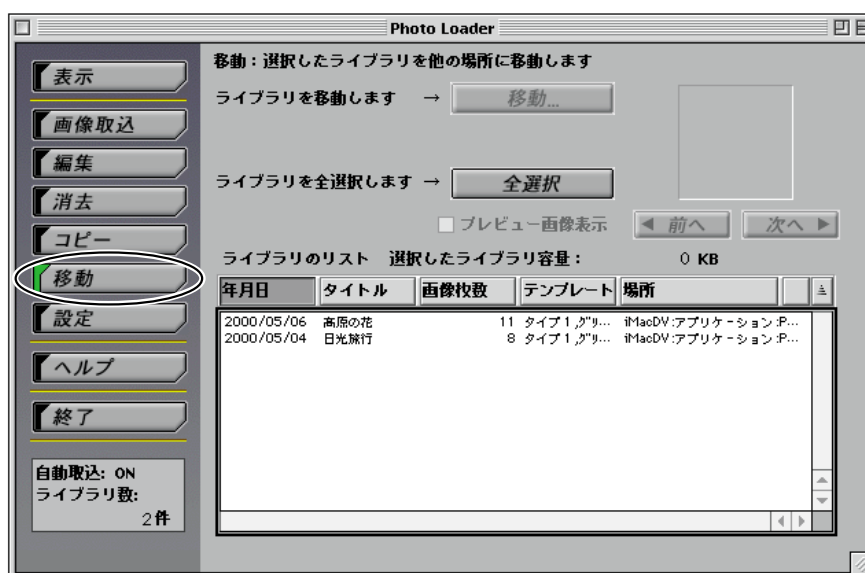 Photo Loader
表示
画像取込
編集
消去
コピー
移動
設定
ヘルプ
終了
自動取込: ON
ライブラリ数:
2件
移動:選択したライブラリを他の場所に移動します
ライブラリを移動します → 移動...
ライブラリを全選択します → 全選択
プレビュー画像表示 前へ 次へ
ライブラリのリスト 選択したライブラリ容量: 0 KB
年月日 タイトル 画像枚数 テンプレート 場所
2000/05/06 高原の花 11 タイプ1,グリ... iMacDV:アプリケーション:P...
2000/05/04 日光旅行 8 タイプ1,グリ... iMacDV:アプリケーション:P...